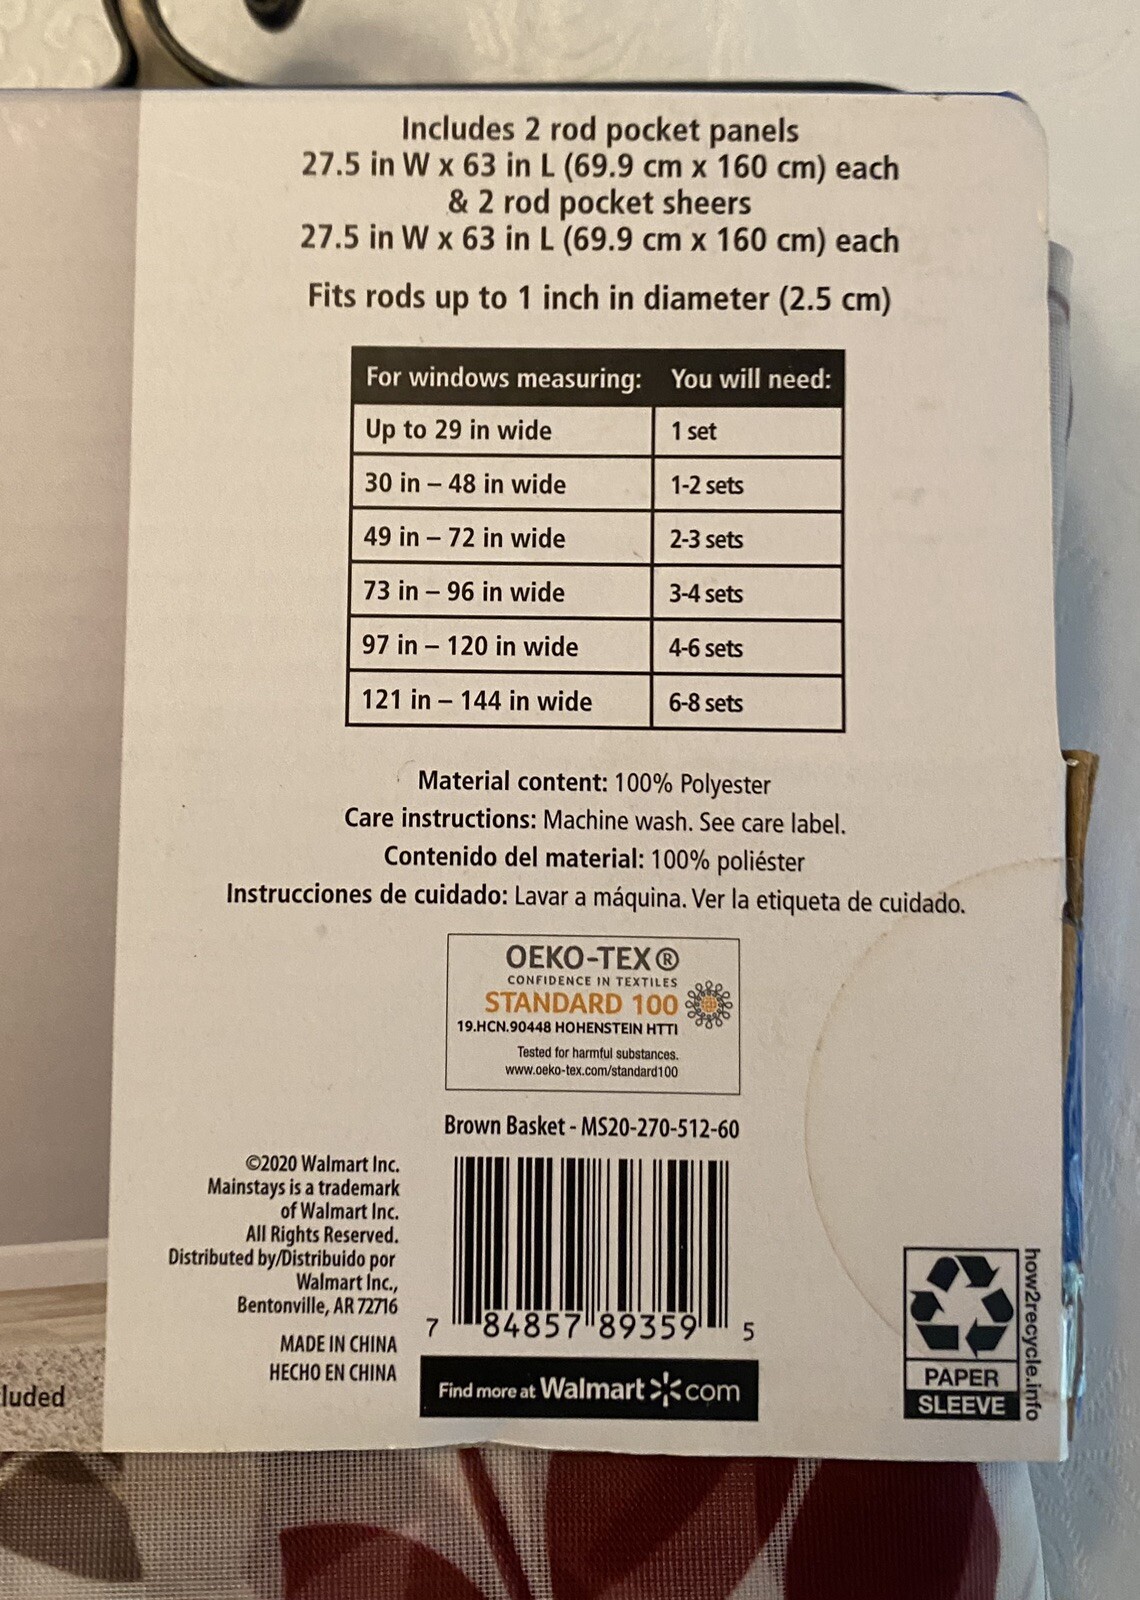 Includes 2 rod pocket panels
27.5 in W x 63 in L (69.9 cm x 160 cm) each
& 2 rod pocket sheers
27.5 in W x 63 in L (69.9 cm x 160 cm) each
Fits rods up to 1 inch in diameter (2.5 cm)
For windows measuring: You will need:
Up to 29 in wide 1 set
30 in – 48 in wide 1-2 sets
49 in – 72 in wide 2-3 sets
73 in – 96 in wide 3-4 sets
97 in – 120 in wide 4-6 sets
121 in – 144 in wide 6-8 sets
Material content: 100% Polyester
Care instructions: Machine wash. See care label.
Contenido del material: 100% poliéster
Instrucciones de cuidado: Lavar a máquina. Ver la etiqueta de cuidado.
OEKO-TEX®
CONFIDENCE IN TEXTILES
STANDARD 100
19.HCN.90448 HOHENSTEIN HTTI
Tested for harmful substances.
www.oeko-tex.com/standard100
Brown Basket - MS20-270-512-60
©2020 Walmart Inc.
Mainstays is a trademark
of Walmart Inc.
All Rights Reserved.
Distributed by/Distribuido por
Walmart Inc.,
Bentonville, AR 72716
MADE IN CHINA
HECHO EN CHINA
7 84857 89359 5
Find more at Walmart com
how2recycle.info
PAPER
SLEEVE
luded